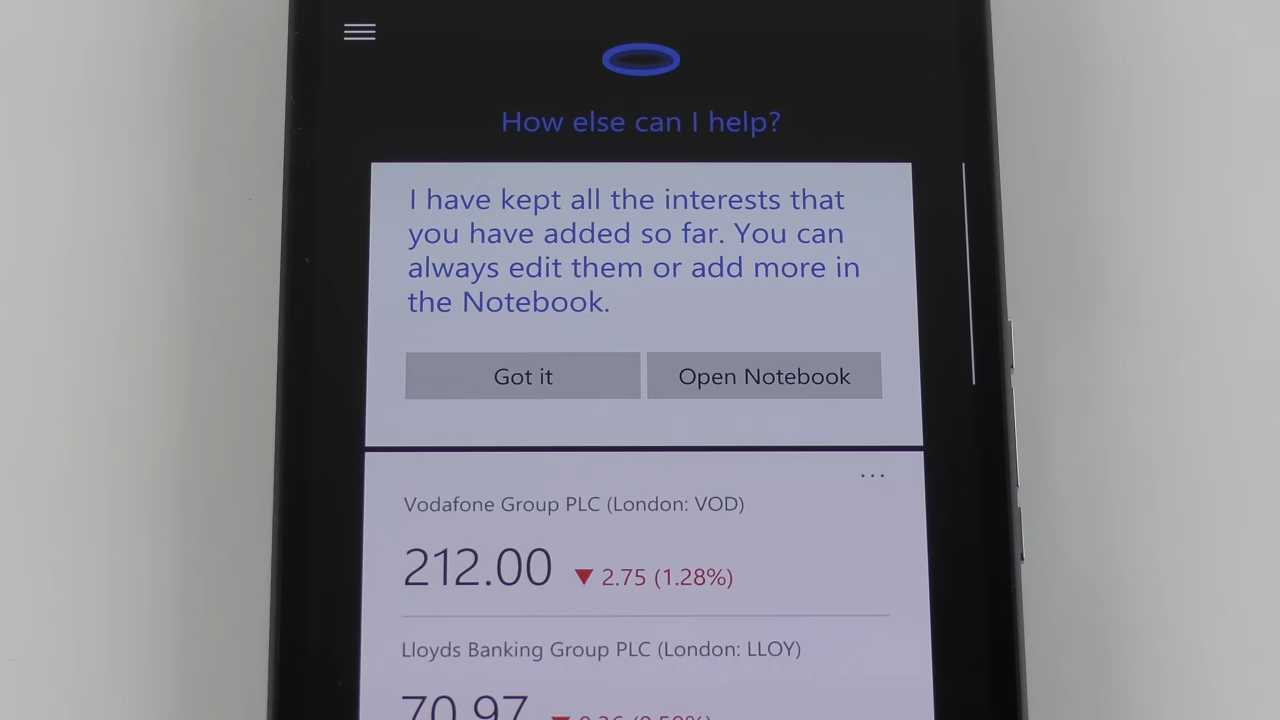 How else can I help?
I have kept all the interests that
you have added so far. You can
always edit them or add more in
the Notebook.
Got it
Open Notebook
...
Vodafone Group PLC (London: VOD)
212.00 ▼ 2.75 (1.28%)
Lloyds Banking Group PLC (London: LLOY)
70.97